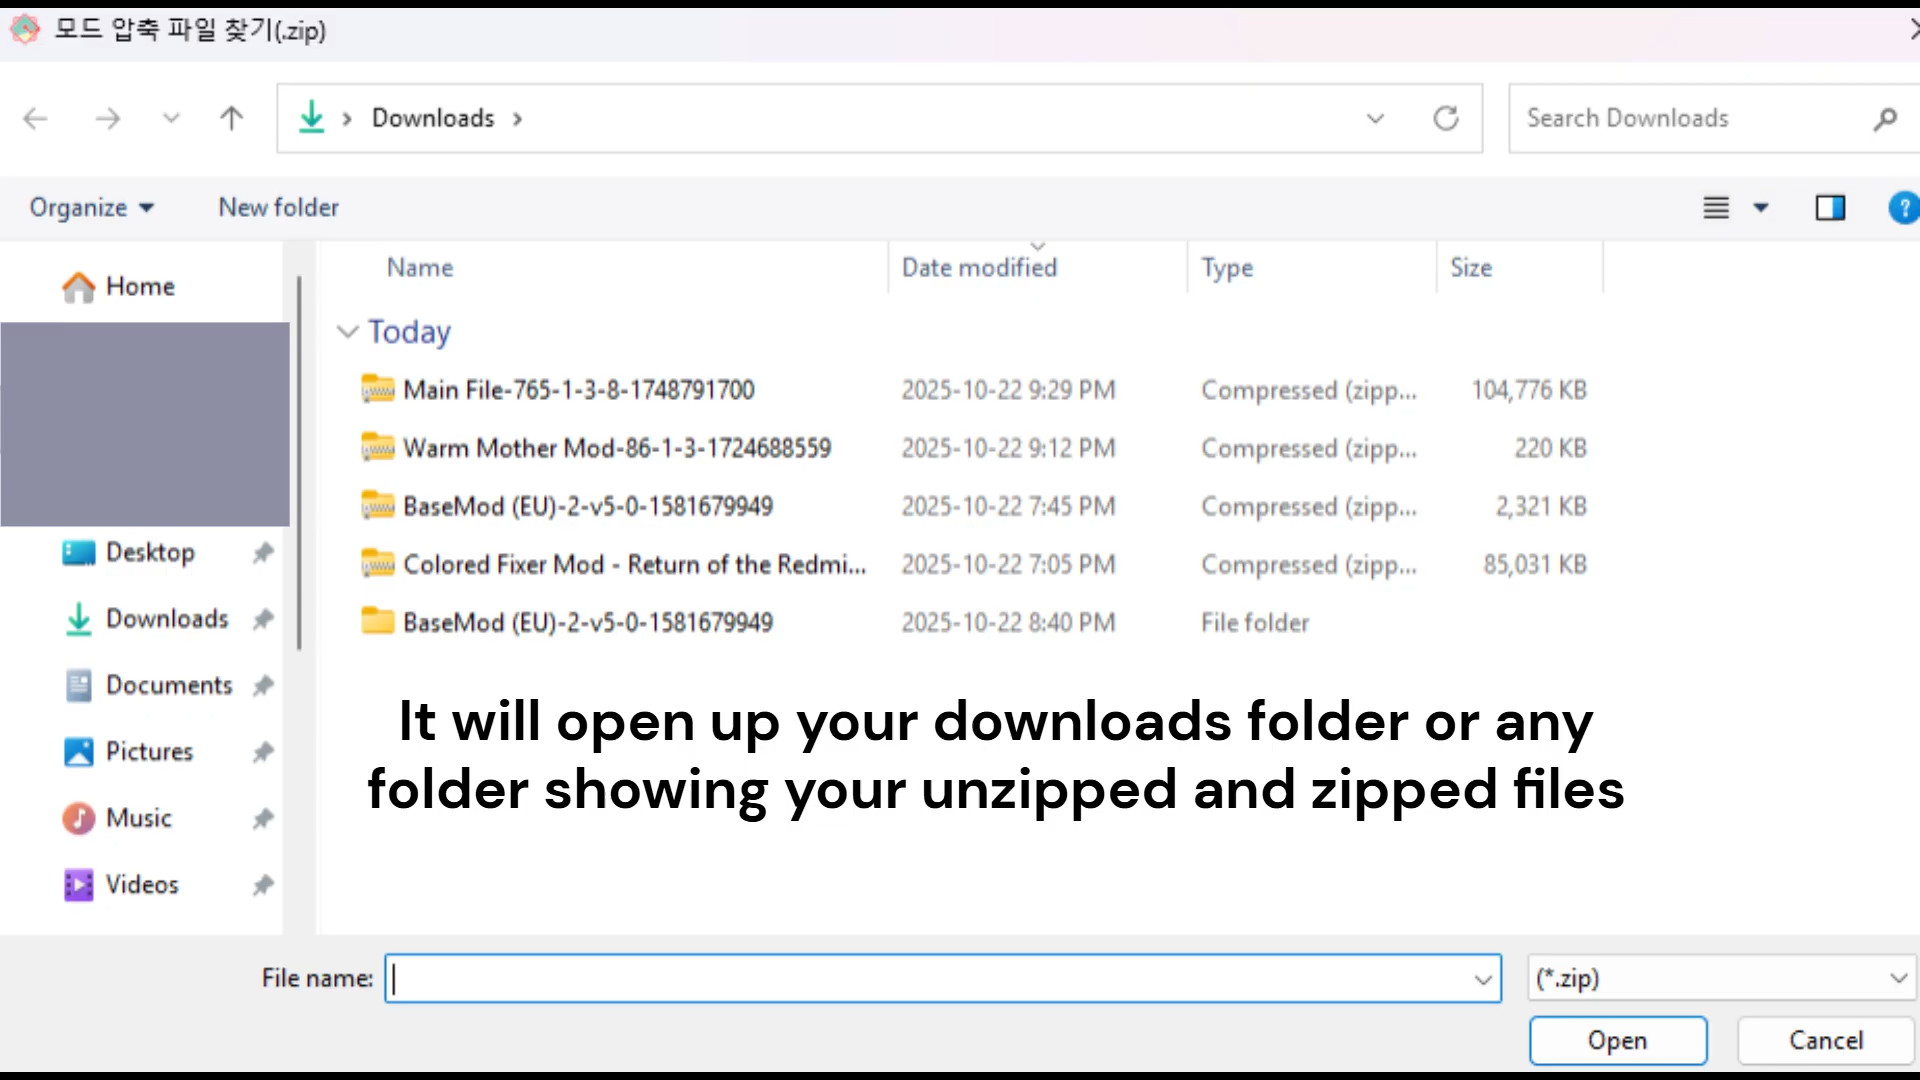 모드 압축 파일 찾기(.zip)
Downloads
Search Downloads
Organize
New folder
?
Name
Date modified
Type
Size
Home
Today
Main File-765-1-3-8-1748791700 2025-10-22 9:29 PM Compressed (zipp... 104,776 KB
Warm Mother Mod-86-1-3-1724688559 2025-10-22 9:12 PM Compressed (zipp... 220 KB
BaseMod (EU)-2-v5-0-1581679949 2025-10-22 7:45 PM Compressed (zipp... 2,321 KB
Colored Fixer Mod - Return of the Redmi... 2025-10-22 7:05 PM Compressed (zipp... 85,031 KB
BaseMod (EU)-2-v5-0-1581679949 2025-10-22 8:40 PM File folder
Desktop
Downloads
Documents
Pictures
Music
Videos
It will open up your downloads folder or any
folder showing your unzipped and zipped files
File name:
(*.zip)
Open
Cancel